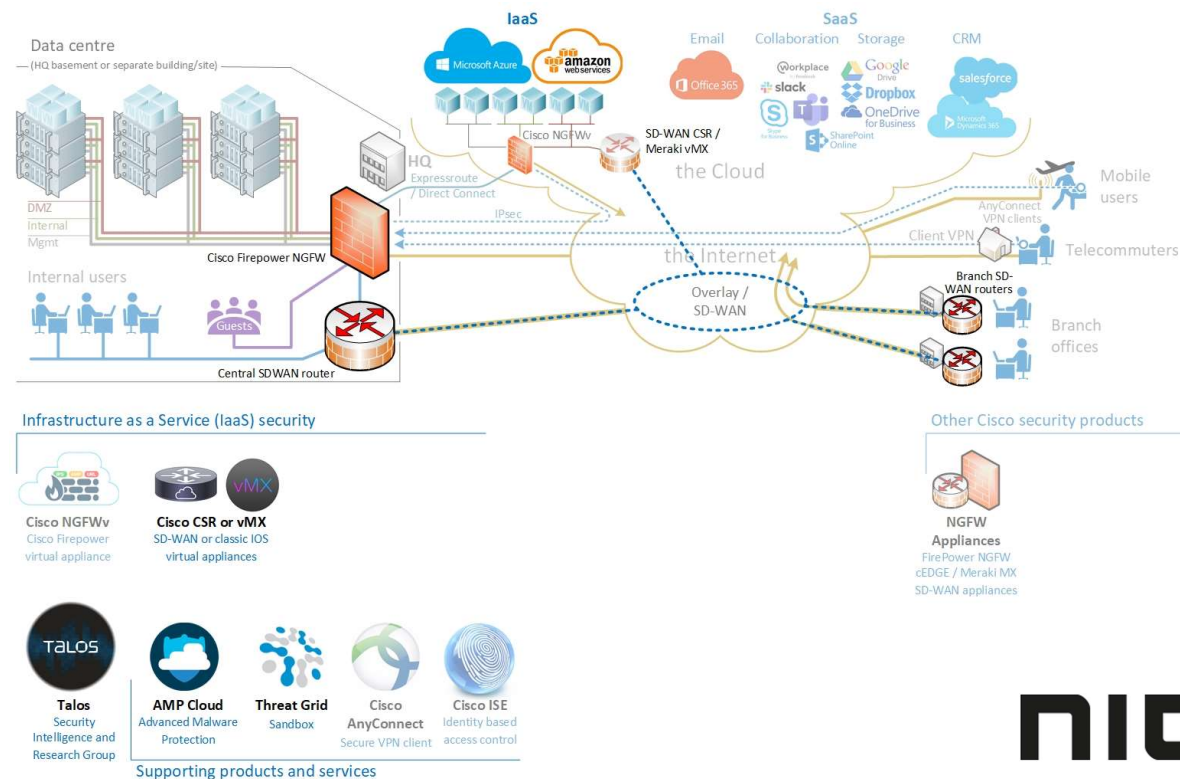 IaaS
SaaS
Data centre
(HQ basement or separate building/site)
Microsoft Azure
amazon
web services
Email
Collaboration
Storage
CRM
Office 365
workplace
slack
Skype
for Business
Google
Drive
Dropbox
OneDrive
for Business
SharePoint
Online
salesforce
Microsoft
Dynamics 365
Cisco NGFWv
SD-WAN CSR /
Meraki vMX
HQ
Expressroute
/ Direct Connect
the Cloud
IPsec
DMZ
Internal
Mgmt
Cisco Firepower NGFW
AnyConnect
VPN clients
Mobile
users
Client VPN
Telecommuters
the Internet
Internal users
Guests
Overlay /
SD-WAN
Branch SD-
WAN routers
Branch
offices
Central SDWAN router
Infrastructure as a Service (IaaS) security
Other Cisco security products
vMX
Cisco NGFWv
Cisco Firepower
virtual appliance
Cisco CSR or vMX
SD-WAN or classic IOS
virtual appliances
NGFW
Appliances
FirePower NGFW
cEDGE / Meraki MX
SD-WAN appliances
TALOS
Talos
Security
Intelligence and
Research Group
AMP Cloud
Advanced Malware
Protection
Threat Grid
Sandbox
Cisco
AnyConnect
Secure VPN client
Cisco ISE
Identity based
access control
Supporting products and services